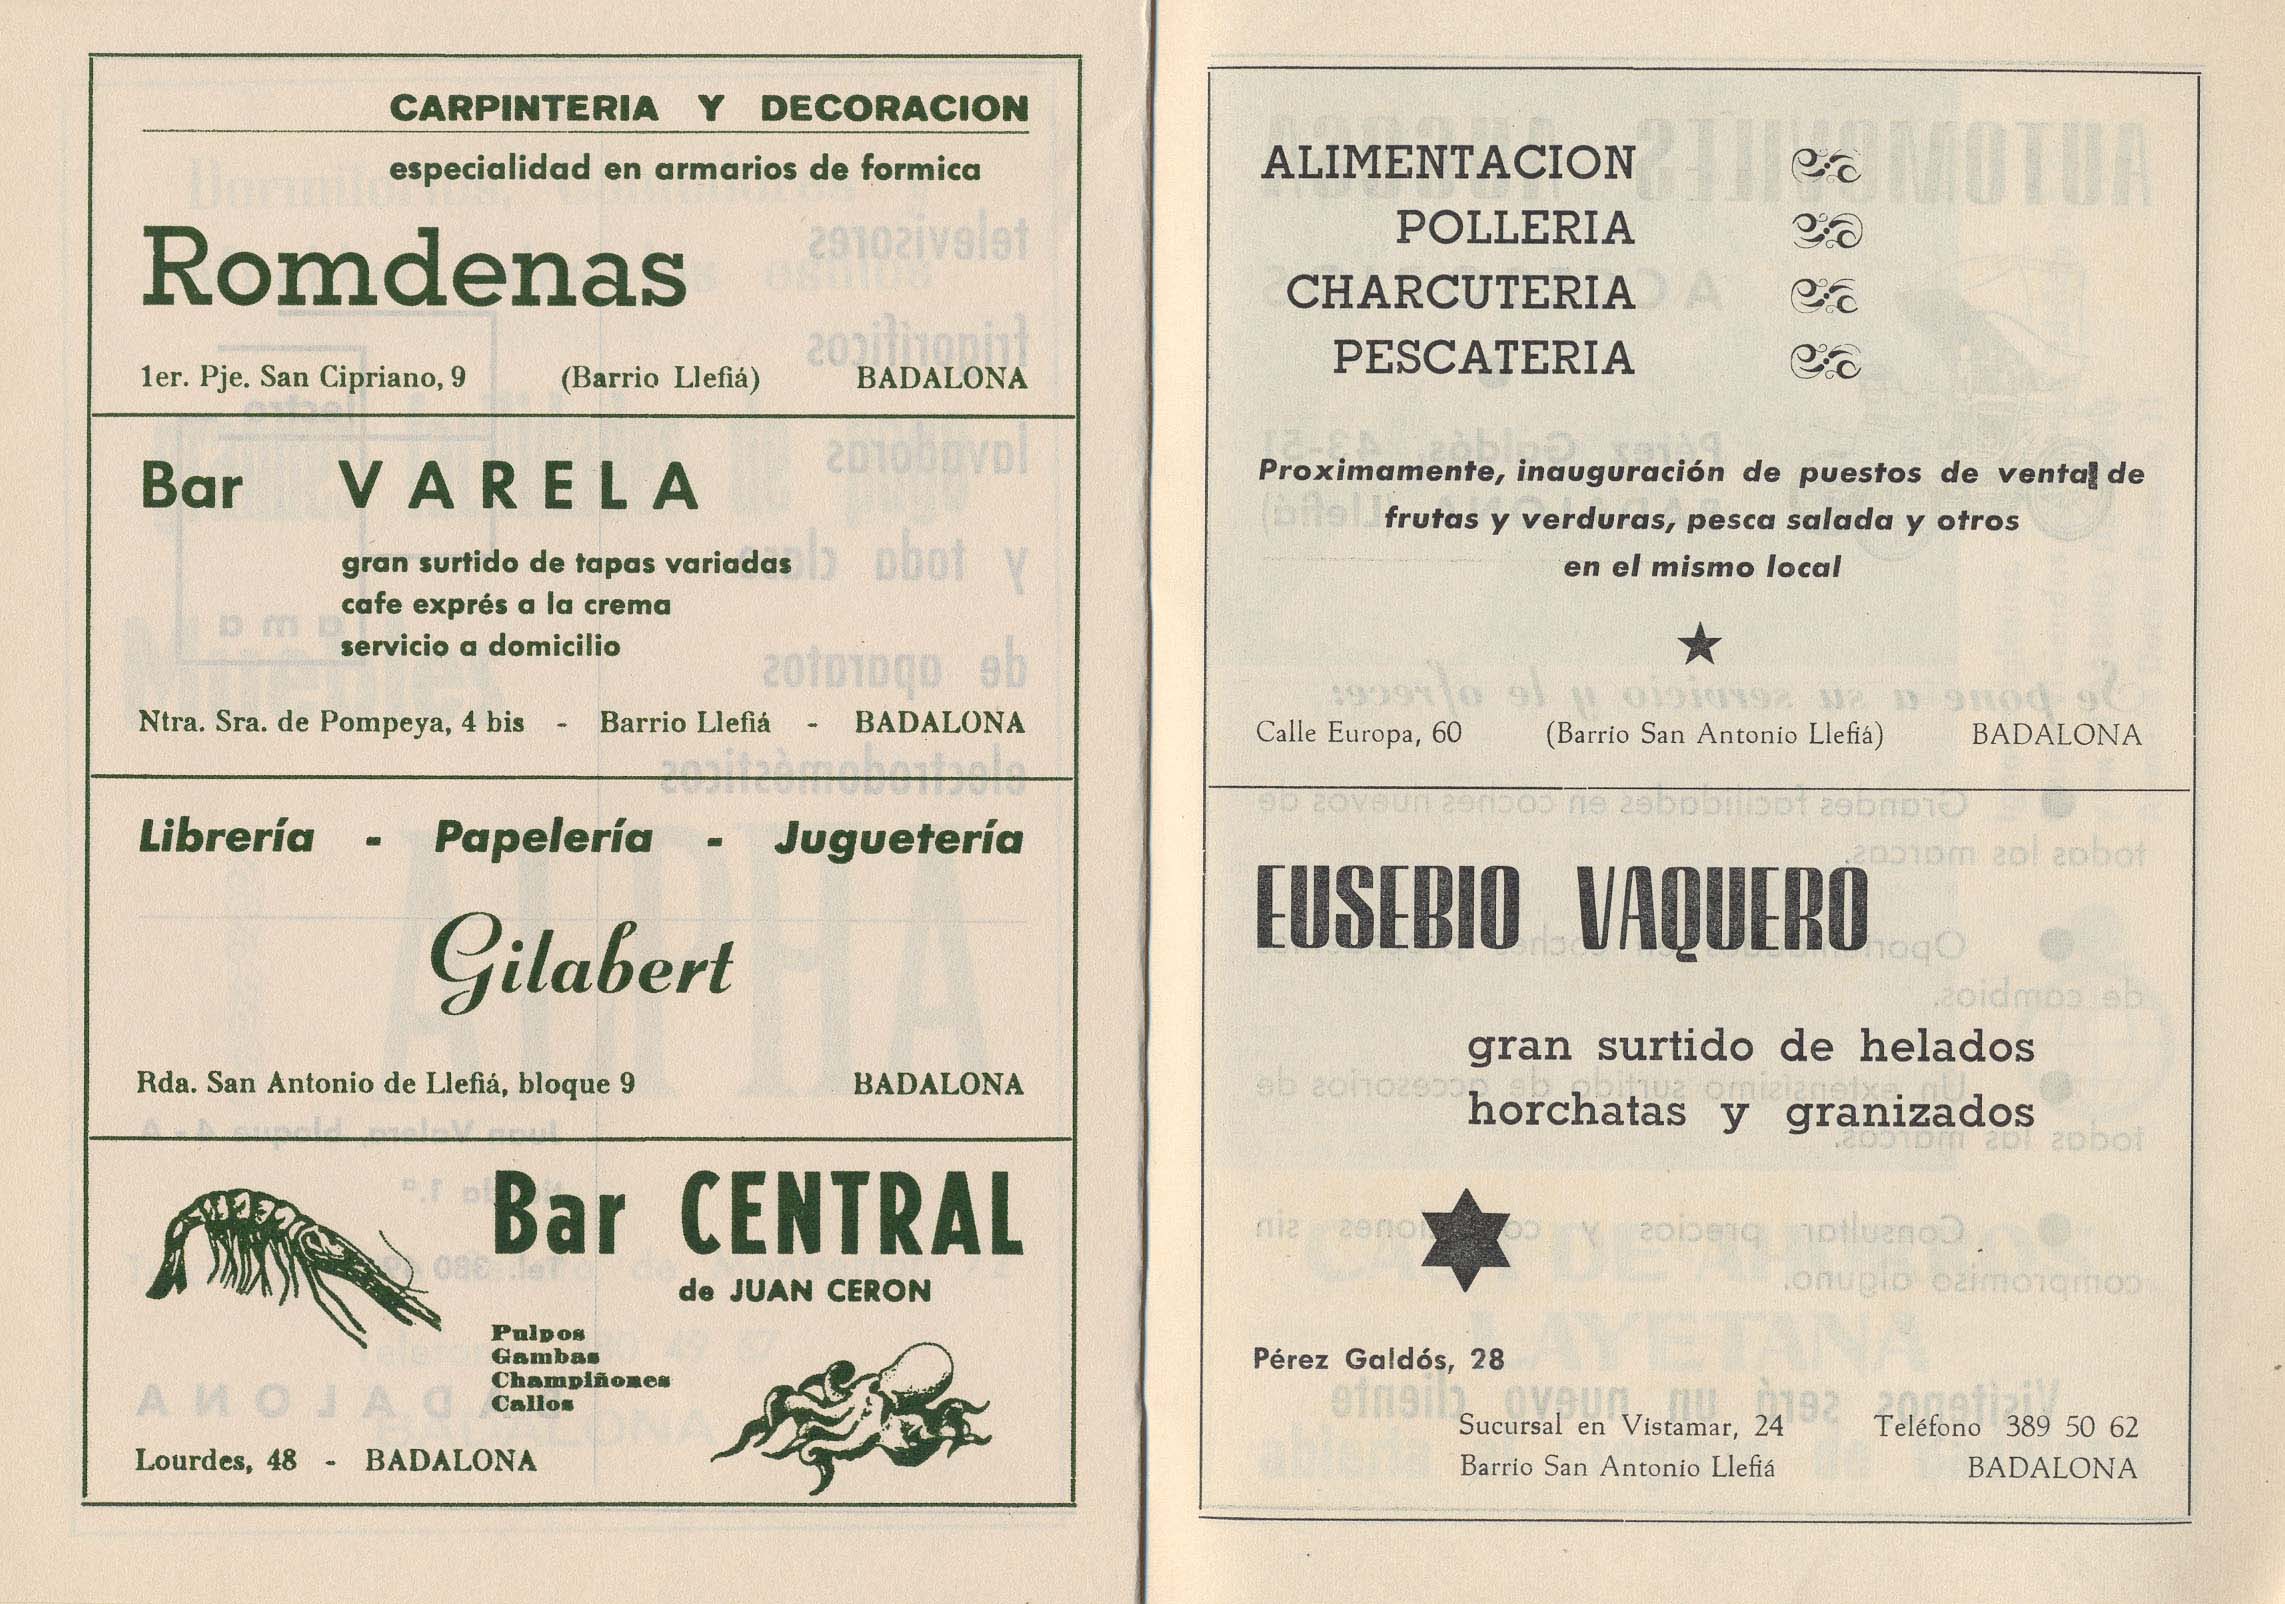 CARPINTERIA Y DECORACION
especialidad en armarios de formica
Romdenas
1er. Pje. San Cipriano, 9 (Barrio Llefiá) BADALONA
Bar VARELA
gran surtido de tapas variadas
cafe exprés a la crema
servicio a domicilio
Ntra. Sra. de Pompeya, 4 bis - Barrio Llefiá - BADALONA
Librería - Papelería - Juguetería
Gilabert
Rda. San Antonio de Llefiá, bloque 9 BADALONA
Bar CENTRAL
de JUAN CERON
Pulpos
Gambas
Champiñones
Callos
Lourdes, 48 - BADALONA
ALIMENTACION
POLLERIA
CHARCUTERIA
PESCATERIA
Proximamente, inauguración de puestos de venta de
frutas y verduras, pesca salada y otros
en el mismo local
Calle Europa, 60 (Barrio San Antonio Llefiá) BADALONA
EUSEBIO VAQUERO
gran surtido de helados
horchatas y granizados
Pérez Galdós, 28
Sucursal en Vistamar, 24 Teléfono 389 50 62
Barrio San Antonio Llefiá BADALONA